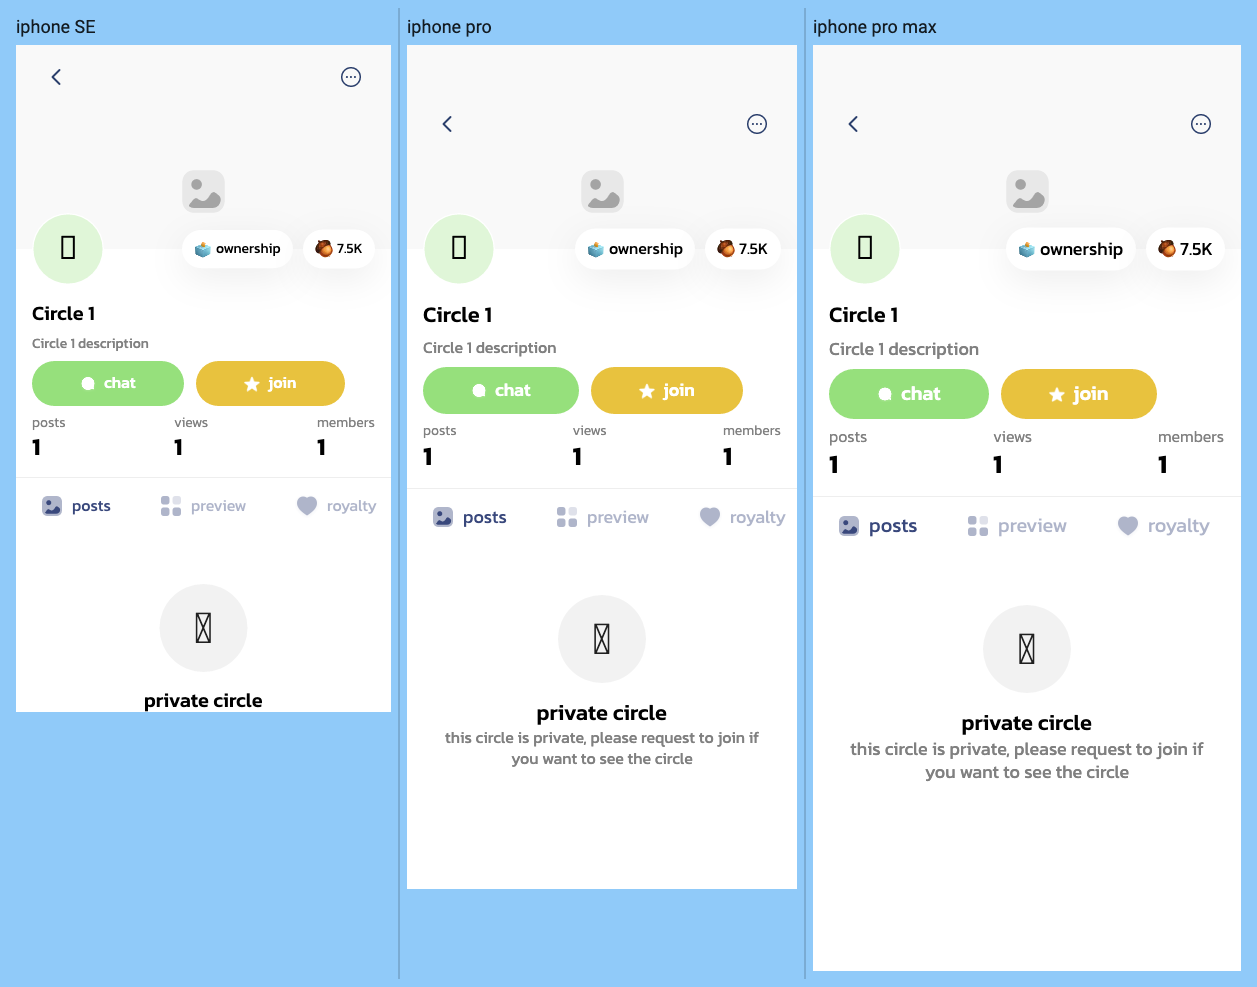 iphone SE
ownership
7.5K
Circle 1
Circle 1 description
chat
join
posts
views
members
1
1
1
posts
preview
royalty
private circle
iphone pro
ownership
7.5K
Circle 1
Circle 1 description
chat
join
posts
views
members
1
1
1
posts
preview
royalty
private circle
this circle is private, please request to join if
you want to see the circle
iphone pro max
ownership
7.5K
Circle 1
Circle 1 description
chat
join
posts
views
members
1
1
1
posts
preview
royalty
private circle
this circle is private, please request to join if
you want to see the circle